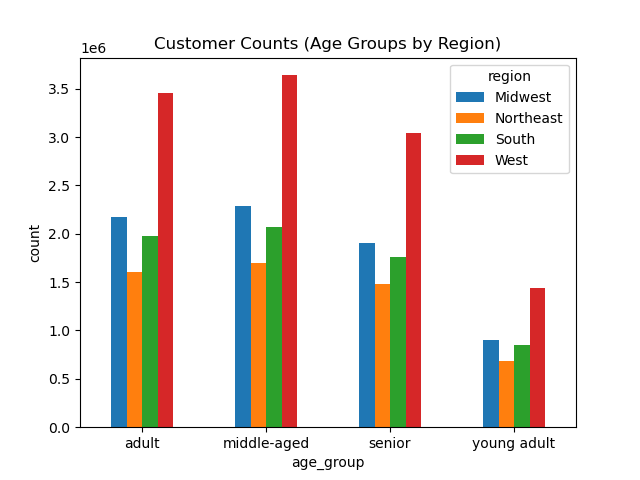 Customer Counts (Age Groups by Region)
1e6
3.5
3.0
2.5
2.0
1.5
1.0
0.5
0.0
count
region
Midwest
Northeast
South
West
adult middle-aged senior young adult
age_group